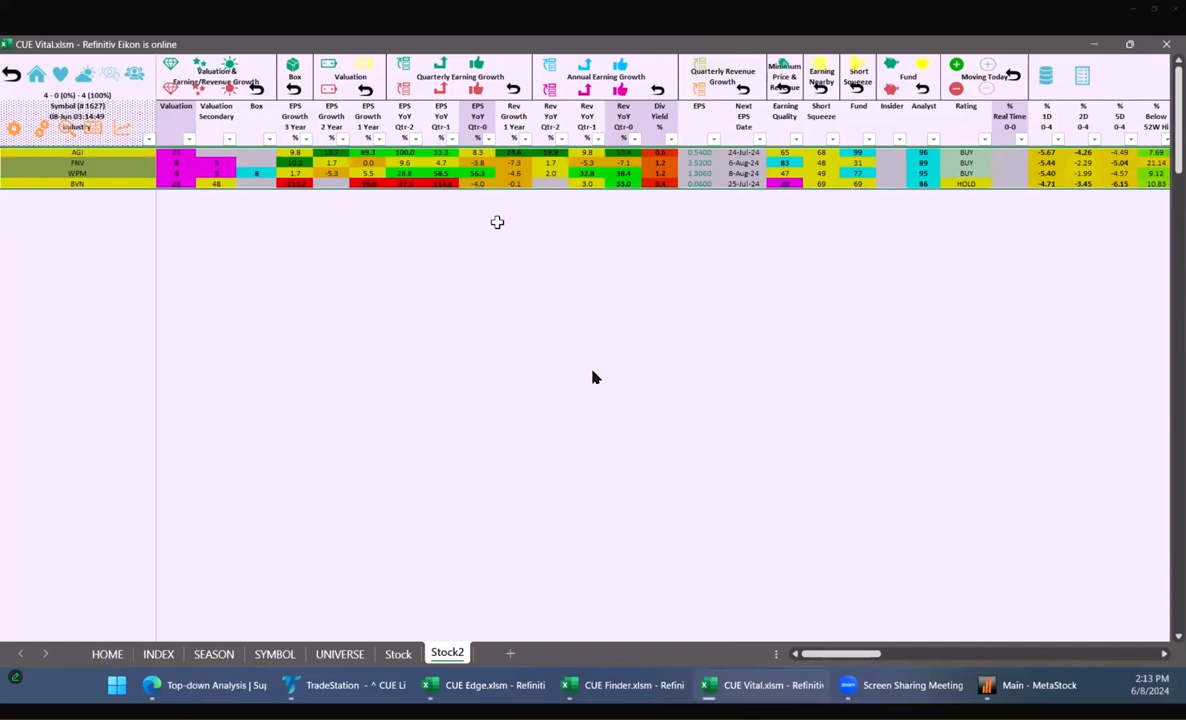 CUE Vital.xlsm - Refinitiv Eikon is online
4 - 0 (0%) - 4 (100%)
Symbol (# 1627)
08-Jun 03:14:49
Industry
Valuation &
Earning/Revenue Growth
Box
Valuation
Quarterly Earning Growth
Annual Earning Growth
Quarterly Revenue
Growth
Minimum
Price &
Revenue
Earning
Nearby
Short
Squeeze
Fund
Moving Today
Valuation
Valuation
Secondary
Box
EPS
Growth
3 Year
%
EPS
Growth
2 Year
%
EPS
Growth
1 Year
%
EPS
YoY
Qtr-2
%
EPS
YoY
Qtr-1
%
EPS
YoY
Qtr-0
%
Rev
Growth
1 Year
%
Rev
YoY
Qtr-2
%
Rev
YoY
Qtr-1
%
Rev
YoY
Qtr-0
%
Div
Yield
%
EPS
Next
EPS
Date
Earning
Quality
Short
Squeeze
Fund
Insider
Analyst
Rating
%
Real Time
0-0
%
1D
0-4
%
2D
0-4
%
5D
0-4
%
Below
52W Hi
AGI 9.8 89.3 100.0 53.3 8.3 9.8 0.6 0.5400 24-Jul-24 65 68 99 96 BUY -5.67 -4.26 -4.49 7.69
FNV 1.7 0.0 9.6 4.7 -3.8 -7.3 1.7 -5.3 -7.1 1.2 3.5200 6-Aug-24 83 48 31 89 BUY -5.44 -2.29 -5.04 21.14
WPM 8 1.7 -5.3 5.5 28.8 58.5 56.3 -4.6 2.0 32.8 38.4 1.2 1.3060 8-Aug-24 47 49 77 95 BUY -5.40 -1.99 -4.57 9.12
BVN 48 -4.0 -0.1 3.0 33.0 0.4 0.0600 25-Jul-24 69 69 86 HOLD -4.71 -3.45 -6.15 10.83
HOME INDEX SEASON SYMBOL UNIVERSE Stock Stock2
Top-down Analysis | Sup TradeStation - ^ CUE Li CUE Edge.xlsm - Refiniti CUE Finder.xlsm - Refini CUE Vital.xlsm - Refinitiv Screen Sharing Meeting Main - MetaStock
2:13 PM
6/8/2024